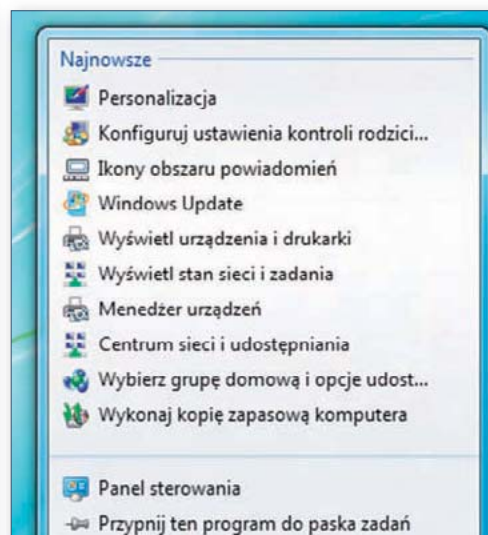 Najnowsze
Personalizacja
Konfiguruj ustawienia kontroli rodzici...
Ikony obszaru powiadomień
Windows Update
Wyświetl urządzenia i drukarki
Wyświetl stan sieci i zadania
Menedżer urządzeń
Centrum sieci i udostępniania
Wybierz grupę domową i opcje udost...
Wykonaj kopię zapasową komputera
Panel sterowania
Przypnij ten program do paska zadań